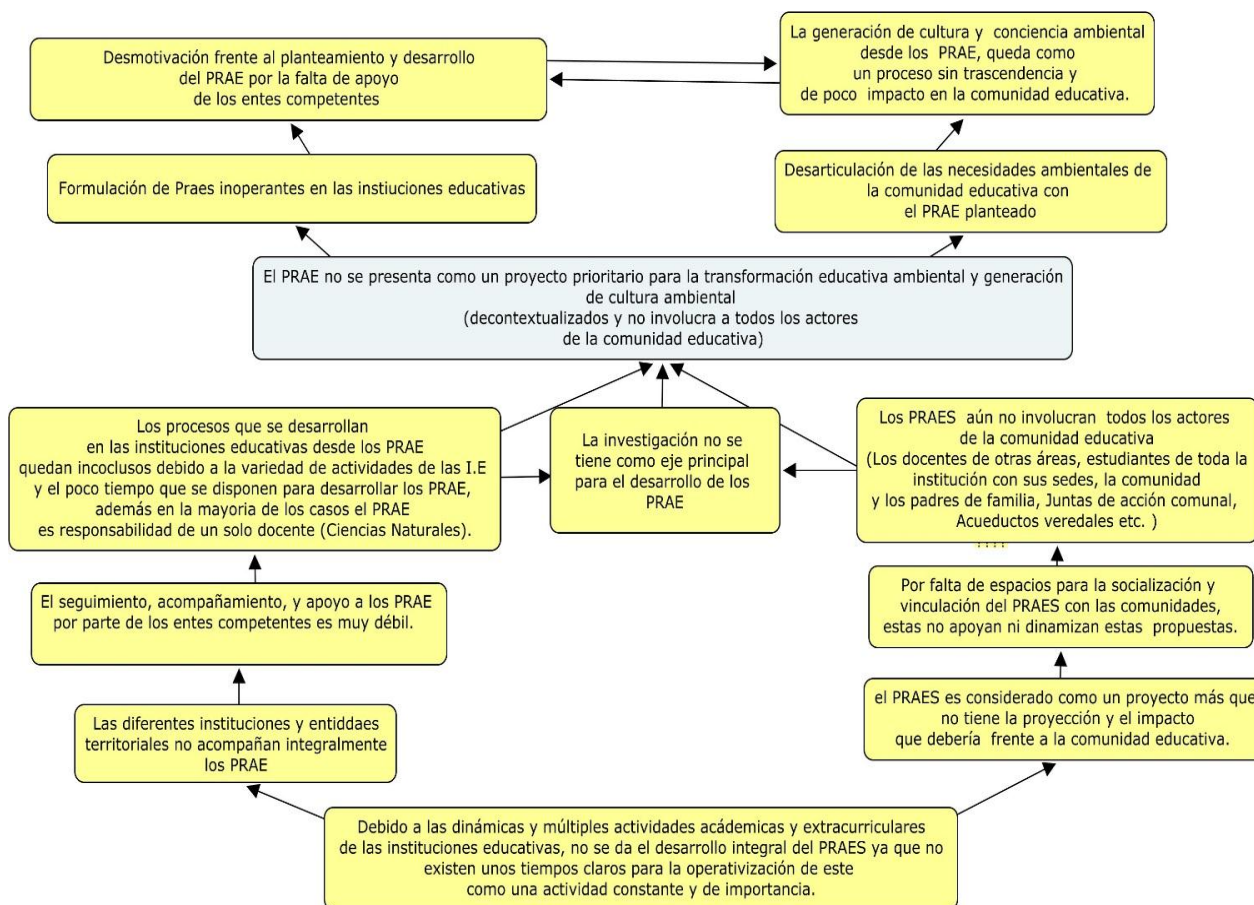 Desmotivación frente al planteamiento y desarrollo
del PRAE por la falta de apoyo
de los entes competentes
La generación de cultura y conciencia ambiental
desde los PRAE, queda como
un proceso sin trascendencia y
de poco impacto en la comunidad educativa.
Formulación de Praes inoperantes en las instiuciones educativas
Desarticulación de las necesidades ambientales de
la comunidad educativa con
el PRAE planteado
El PRAE no se presenta como un proyecto prioritario para la transformación educativa ambiental y generación
de cultura ambiental
(decontextualizados y no involucra a todos los actores
de la comunidad educativa)
Los procesos que se desarrollan
en las instituciones educativas desde los PRAE
quedan incoclusos debido a la variedad de actividades de las I.E
y el poco tiempo que se disponen para desarrollar los PRAE,
además en la mayoria de los casos el PRAE
es responsabilidad de un solo docente (Ciencias Naturales).
La investigación no se
tiene como eje principal
para el desarrollo de los
PRAE
Los PRAES aún no involucran todos los actores
de la comunidad educativa
(Los docentes de otras áreas, estudiantes de toda la
institución con sus sedes, la comunidad
y los padres de familia, Juntas de acción comunal,
Acueductos veredales etc. )
El seguimiento, acompañamiento, y apoyo a los PRAE
por parte de los entes competentes es muy débil.
Por falta de espacios para la socialización y
vinculación del PRAES con las comunidades,
estas no apoyan ni dinamizan estas propuestas.
Las diferentes instituciones y entiddaes
territoriales no acompañan integralmente
los PRAE
el PRAES es considerado como un proyecto más que
no tiene la proyección y el impacto
que debería frente a la comunidad educativa.
Debido a las dinámicas y múltiples actividades acádemicas y extracurriculares
de las instituciones educativas, no se da el desarrollo integral del PRAES ya que no
existen unos tiempos claros para la operativización de este
como una actividad constante y de importancia.